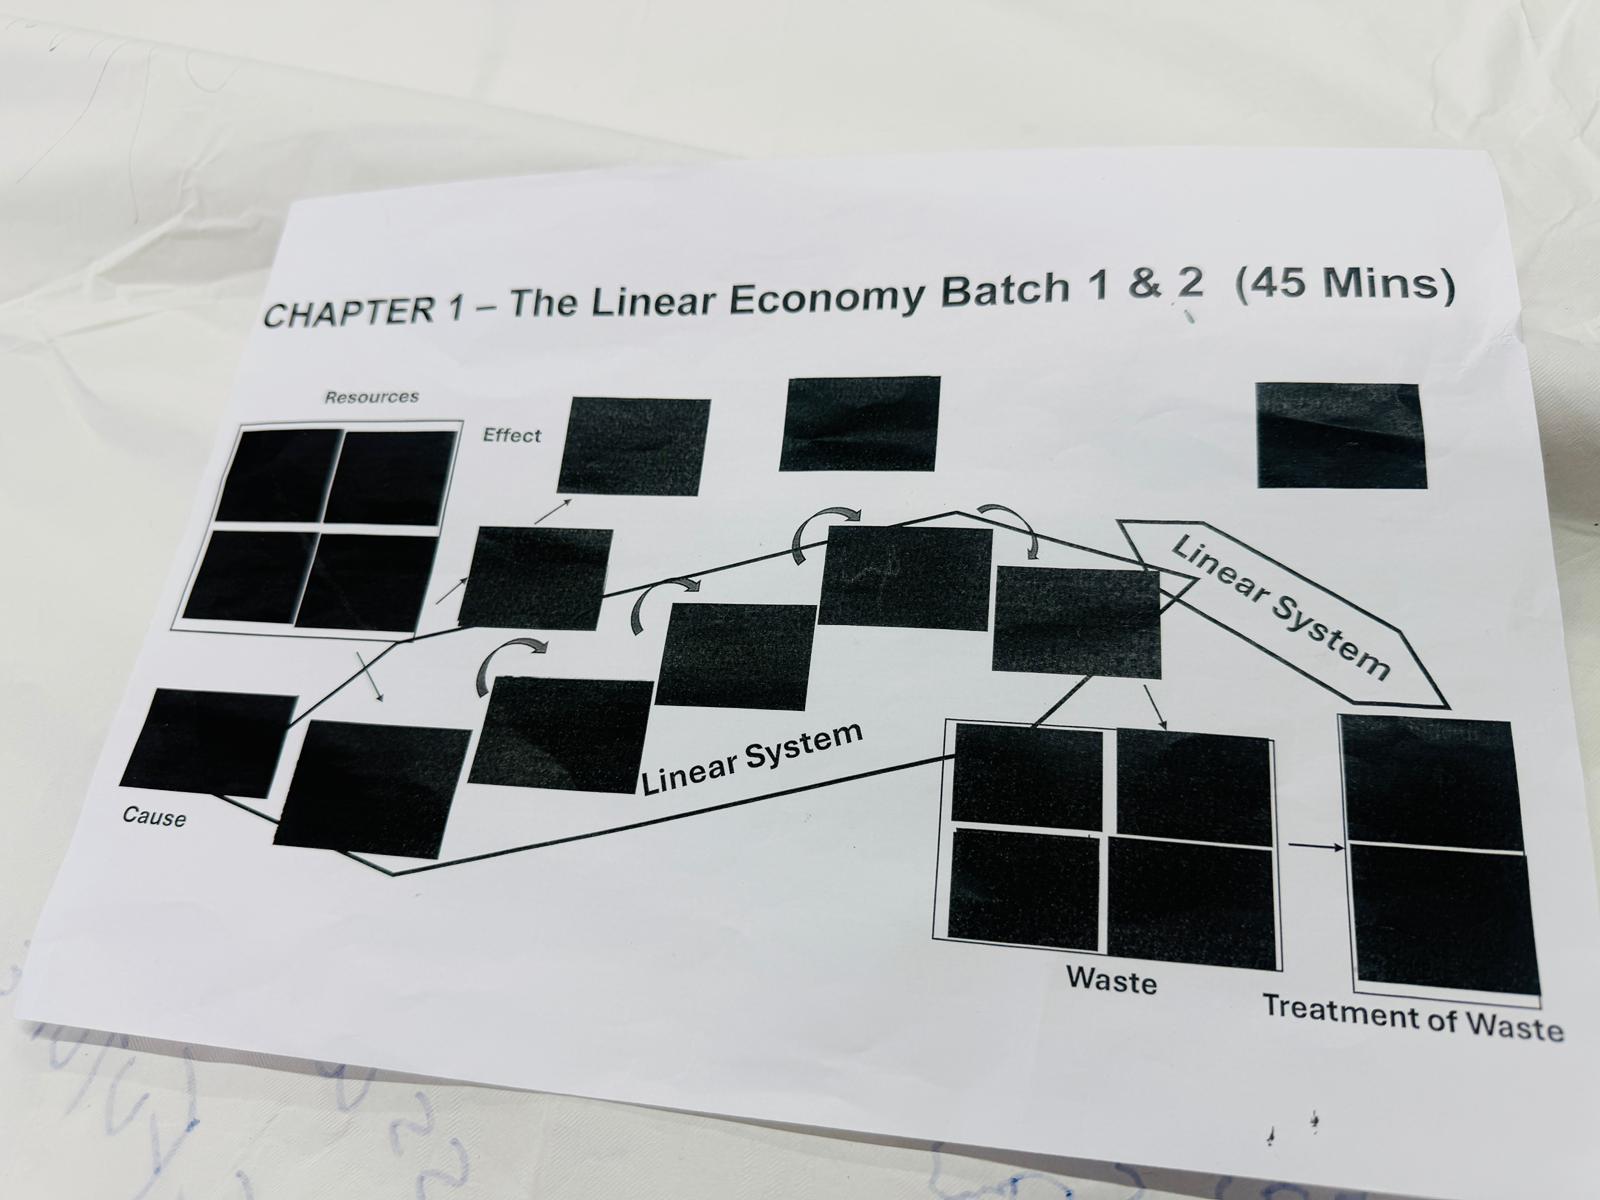 CHAPTER 1 – The Linear Economy Batch 1 & 2 (45 Mins)
Resources
Effect
Linear System
Linear System
Cause
Waste
Treatment of Waste